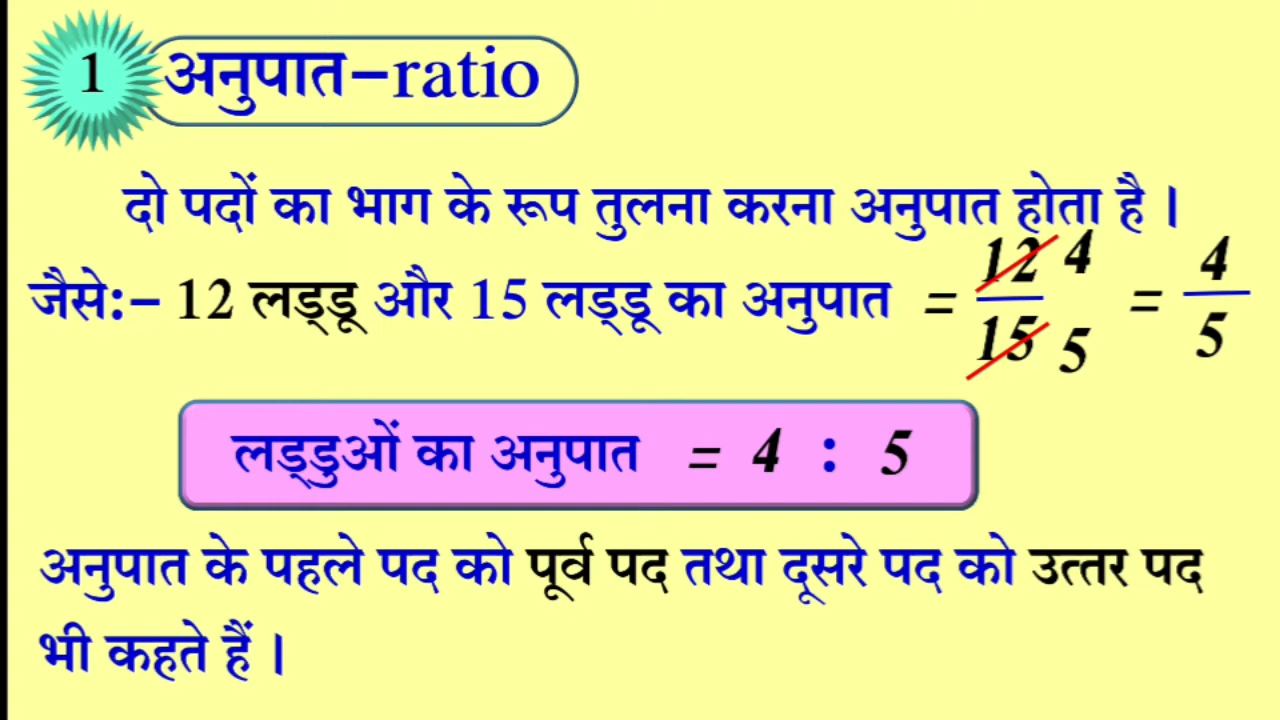 1 अनुपात–ratio
दो पदों का भाग के रूप तुलना करना अनुपात होता है ।
जैसे:– 12 लड्डू और 15 लड्डू का अनुपात = 12/15 4/5 = 4/5
लड्डुओं का अनुपात = 4 : 5
अनुपात के पहले पद को पूर्व पद तथा दूसरे पद को उत्तर पद
भी कहते हैं ।